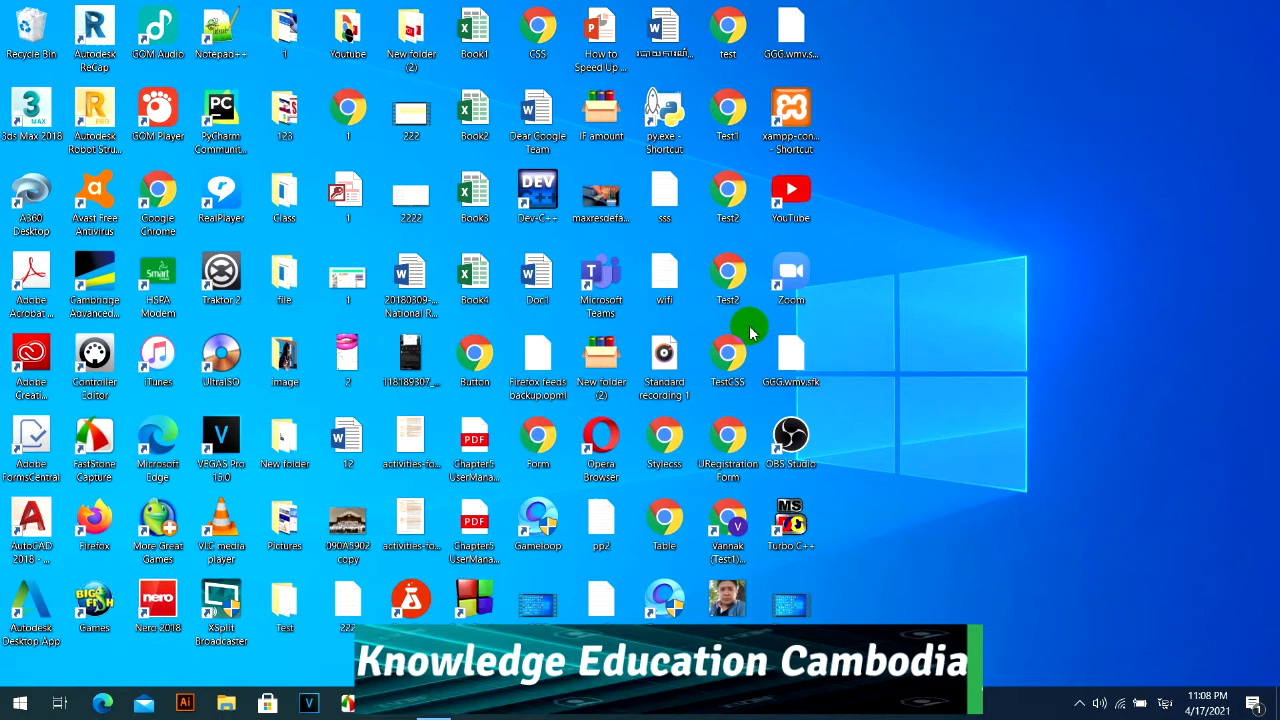 Recycle Bin
Autodesk ReCap
GOM Audio
Notepad++
1
Youtube
New folder (2)
Book1
CSS
How to Speed Up ...
test
GGG.wmv.s...
3ds Max 2018
Autodesk Robot Stru...
GOM Player
PyCharm Communit...
123
1
222
Book2
Dear Google Team
IF amount
py.exe - Shortcut
Test1
xampp-con... - Shortcut
A360 Desktop
Avast Free Antivirus
Google Chrome
RealPlayer
Class
1
2222
Book3
Dev-C++
maxresdefa...
sss
Test2
YouTube
Adobe Acrobat ...
Cambridge Advanced...
HSPA Modem
Traktor 2
file
1
20180309-... National R...
Book4
Doc1
Microsoft Teams
wifi
Test2
Zoom
Adobe Creati...
Controller Editor
iTunes
UltraISO
Image
2
118189307_...
Button
Firefox feeds backup.opml
New folder (2)
Standard recording 1
TestCSS
GGG.wmv.sfk
Adobe FormsCentral
FastStone Capture
Microsoft Edge
VEGAS Pro 15.0
New folder
12
activities-fo...
Chapter5 UserMana...
Form
Opera Browser
Stylecss
URegistration Form
OBS Studio
AutoCAD 2018 - ...
Firefox
More Great Games
VLC media player
Pictures
090A5902 copy
activities-fo...
Chapter5 UserMana...
Gameloop
pp2
Table
Vannak (Test1)...
Turbo C++
Autodesk Desktop App
Games
Nero 2018
XSplit Broadcaster
Test
222
Knowledge Education Cambodia
11:08 PM
4/17/2021